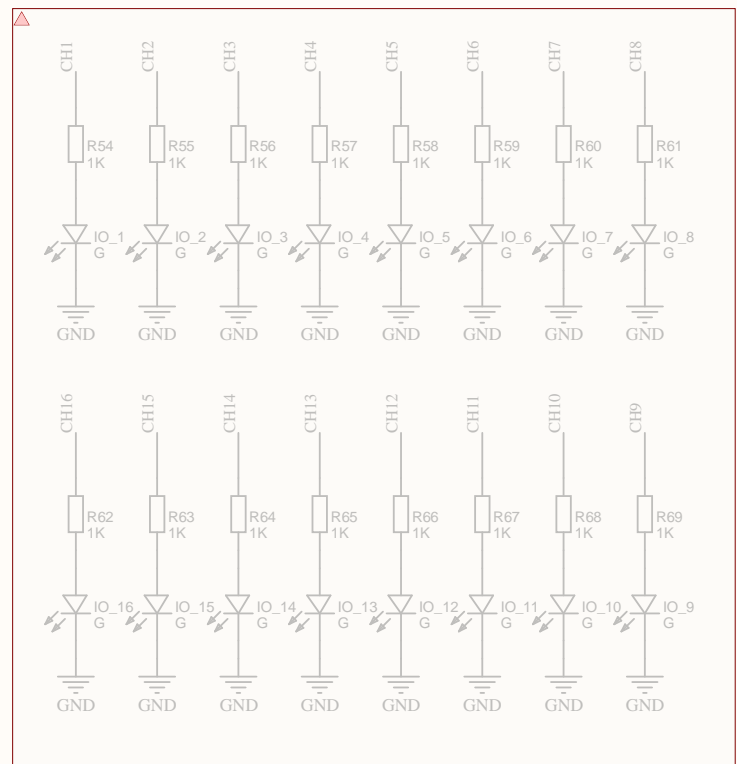 CH1 CH2 CH3 CH4 CH5 CH6 CH7 CH8
R54 R55 R56 R57 R58 R59 R60 R61
1K 1K 1K 1K 1K 1K 1K 1K
IO_1 IO_2 IO_3 IO_4 IO_5 IO_6 IO_7 IO_8
G G G G G G G G
GND GND GND GND GND GND GND GND
CH16 CH15 CH14 CH13 CH12 CH11 CH10 CH9
R62 R63 R64 R65 R66 R67 R68 R69
1K 1K 1K 1K 1K 1K 1K 1K
IO_16 IO_15 IO_14 IO_13 IO_12 IO_11 IO_10 IO_9
G G G G G G G G
GND GND GND GND GND GND GND GND